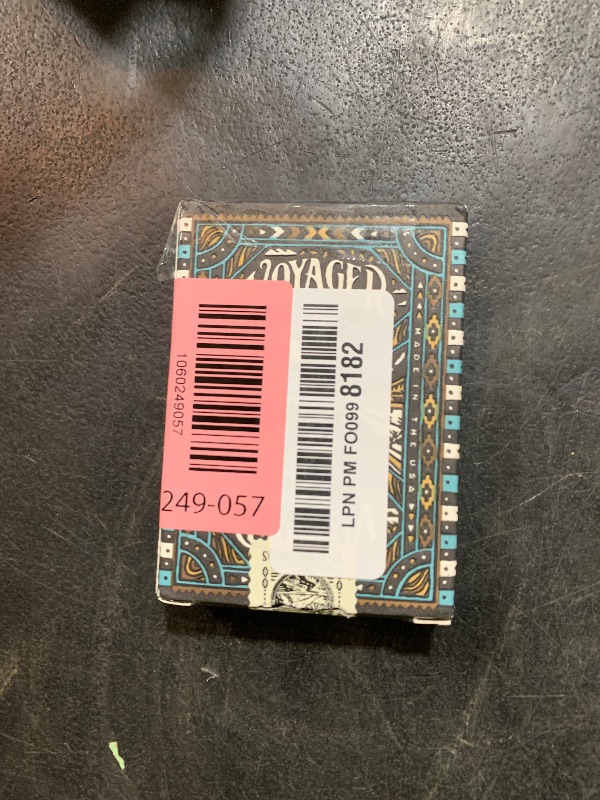 VOYAGER
MADE IN THE USA
1060249057
249-057
LPN PM FO099 8182